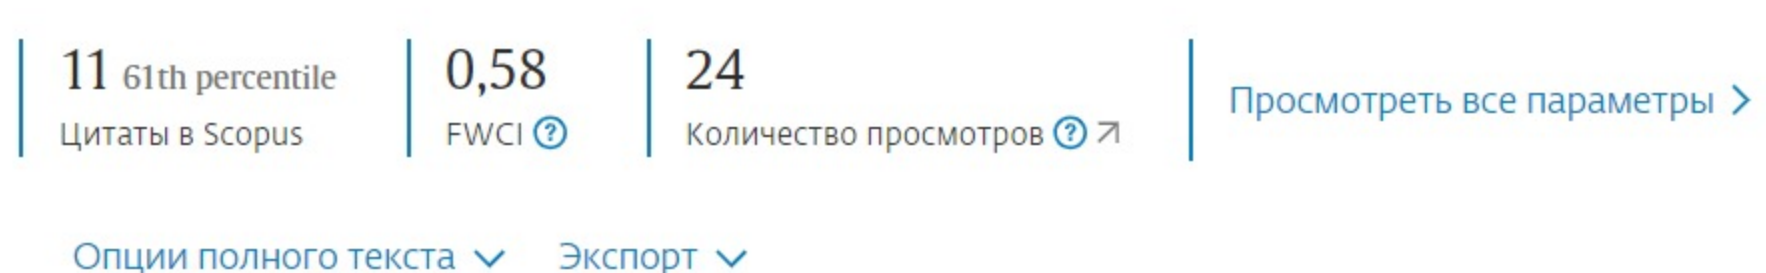 11 61th percentile
Цитаты в Scopus
0,58
FWCI ?
24
Количество просмотров ?
Просмотреть все параметры
Опции полного текста
Экспорт